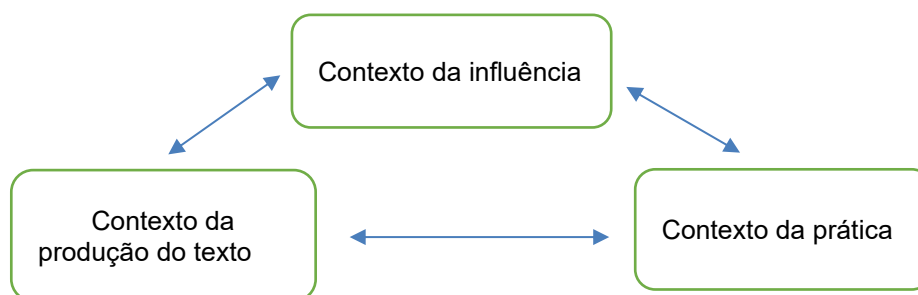 Contexto da influência
Contexto da
produção do texto
Contexto da prática